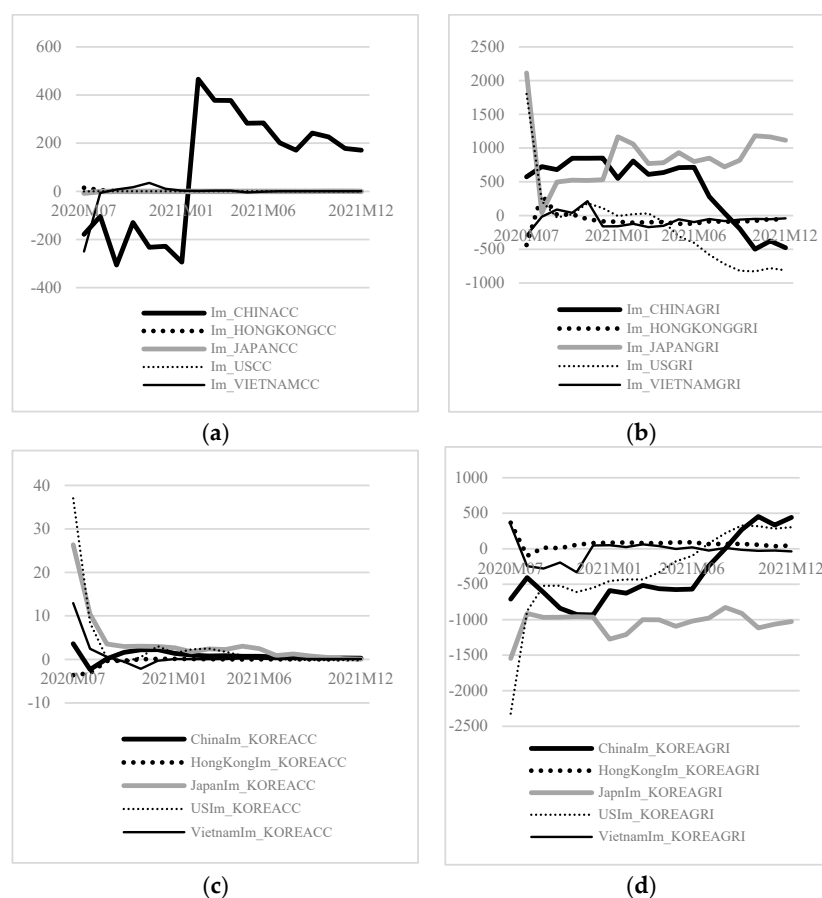 600
400
200
0
2020M07 2021M01 2021M06 2021M12
-200
-400
Im_CHINACC
Im_HONGKONGCC
Im_JAPANCC
Im_USCC
Im_VIETNAMCC
(a)
2500
2000
1500
1000
500
0
2020M07 2021M01 2021M06 2021M12
-500
-1000
Im_CHINAGRI
Im_HONGKONGGRI
Im_JAPANGRI
Im_USGRI
Im_VIETNAMGRI
(b)
40
30
20
10
0
2020M07 2021M01 2021M06 2021M12
-10
ChinaIm_KOREACC
HongKongIm_KOREACC
JapanIm_KOREACC
USIm_KOREACC
VietnamIm_KOREACC
(c)
1000
500
0
2020M07 2021M01 2021M06 2021M12
-500
-1000
-1500
-2000
-2500
ChinaIm_KOREAGRI
HongKongIm_KOREAGRI
JapnIm_KOREAGRI
USIm_KOREAGRI
VietnamIm_KOREAGRI
(d)